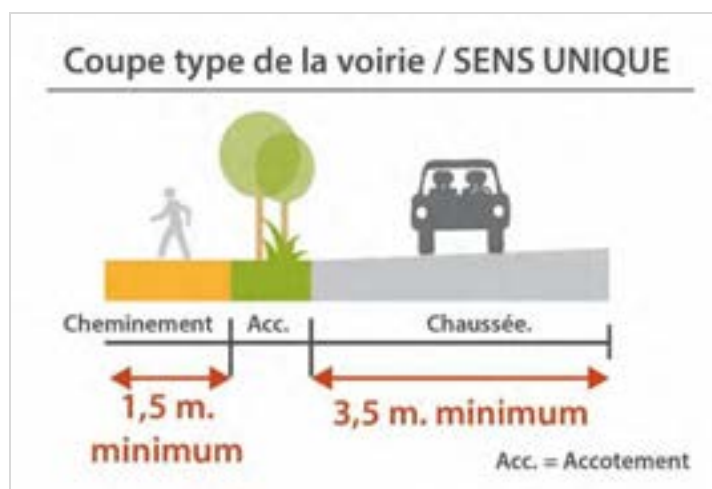 Coupe type de la voirie / SENS UNIQUE
Cheminement
Acc.
Chaussée.
1,5 m.
minimum
3,5 m. minimum
Acc. = Accotement